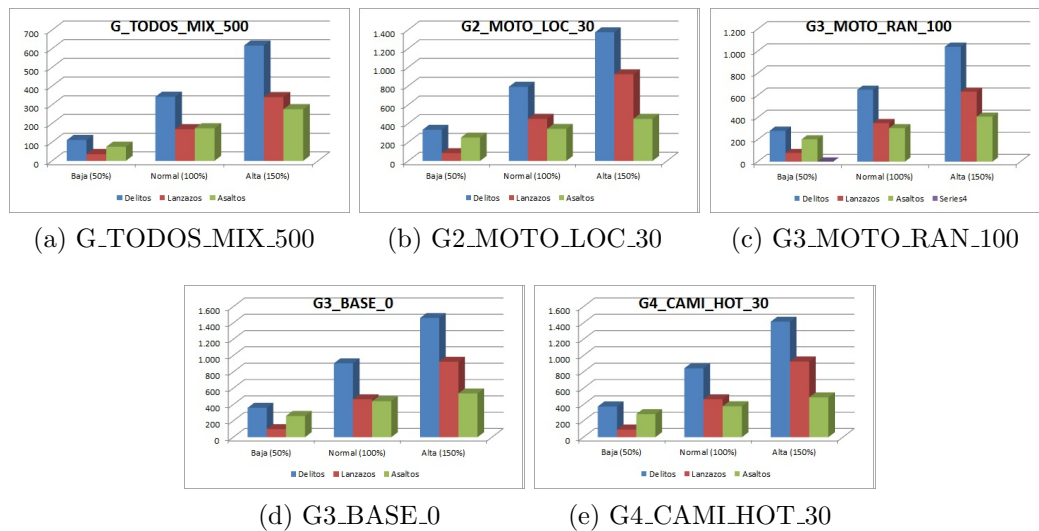 G_TODOS_MIX_500
700
600
500
400
300
200
100
0
Baja (50%) Normal (100%) Alta (150%)
Delitos Lanzazos Asaltos
(a) G_TODOS_MIX_500
G2_MOTO_LOC_30
1.400
1.200
1.000
800
600
400
200
0
Baja (50%) Normal (100%) Alta (150%)
Delitos Lanzazos Asaltos
(b) G2_MOTO_LOC_30
G3_MOTO_RAN_100
1.200
1.000
800
600
400
200
0
Baja (50%) Normal (100%) Alta (150%)
Delitos Lanzazos Asaltos Series4
(c) G3_MOTO_RAN_100
G3_BASE_0
1.600
1.400
1.200
1.000
800
600
400
200
0
Baja (50%) Normal (100%) Alta (150%)
Delitos Lanzazos Asaltos
(d) G3_BASE_0
G4_CAMI_HOT_30
1.600
1.400
1.200
1.000
800
600
400
200
0
Baja (50%) Normal (100%) Alta (150%)
Delitos Lanzazos Asaltos
(e) G4_CAMI_HOT_30